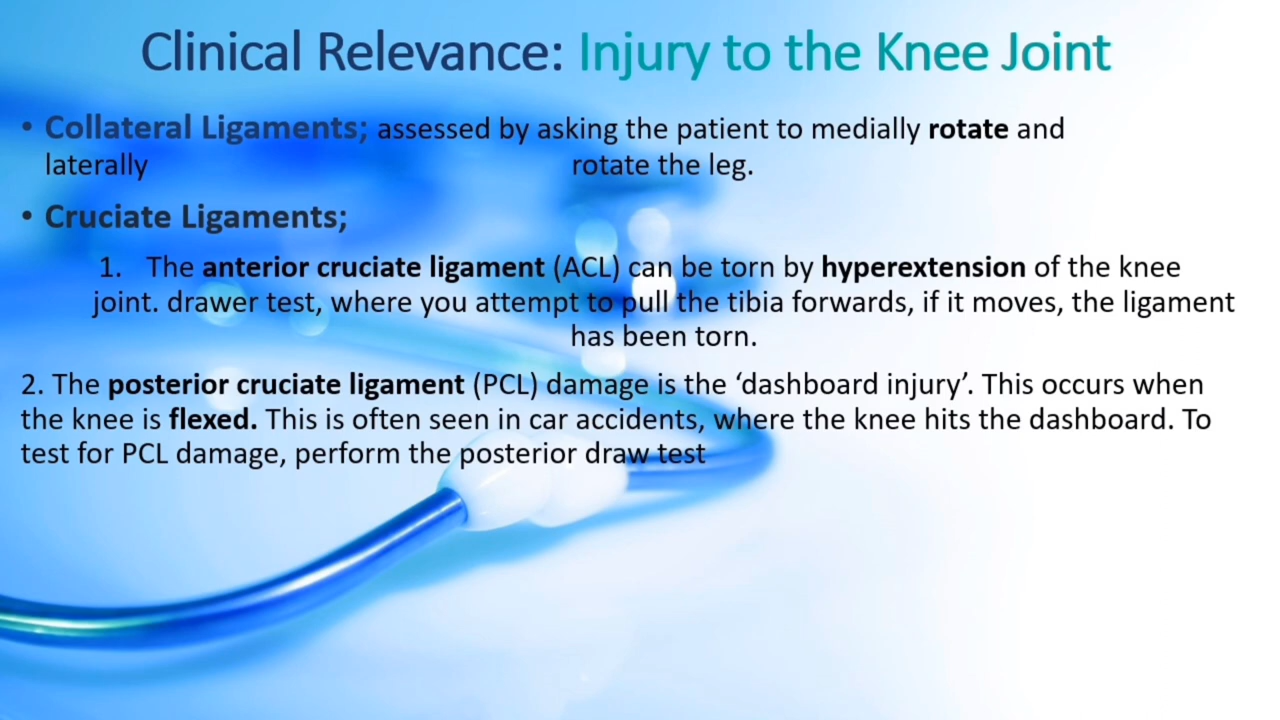 Clinical Relevance: Injury to the Knee Joint
• Collateral Ligaments; assessed by asking the patient to medially rotate and
laterally rotate the leg.
• Cruciate Ligaments;
1. The anterior cruciate ligament (ACL) can be torn by hyperextension of the knee
joint. drawer test, where you attempt to pull the tibia forwards, if it moves, the ligament
has been torn.
2. The posterior cruciate ligament (PCL) damage is the ‘dashboard injury’. This occurs when
the knee is flexed. This is often seen in car accidents, where the knee hits the dashboard. To
test for PCL damage, perform the posterior draw test